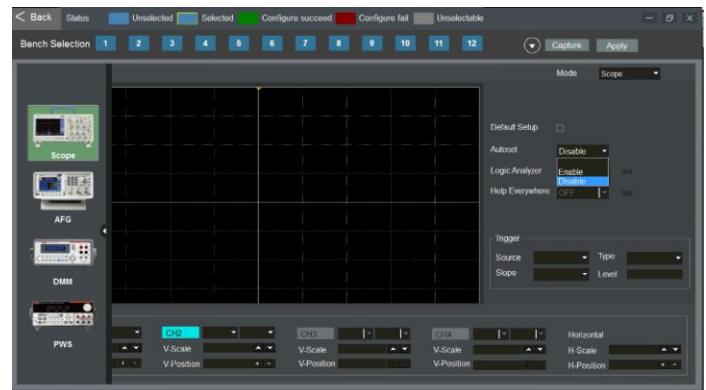 < Back Status Unselected Selected Configure succeed Configure fail Unselectable
Bench Selection 1 2 3 4 5 6 7 8 9 10 11 12 Capture Apply
Mode Scope
Default Setup
Scope
Autoset Disable
Logic Analyzer Enable Set
Disable
Help Everywhere OFF Set
AFG
Trigger
Source Type
Slope Level
DMM
CH2 CH3 CH4 Horizontal
PWS
V-Scale V-Scale V-Scale H-Scale
V-Position V-Position V-Position H-Position